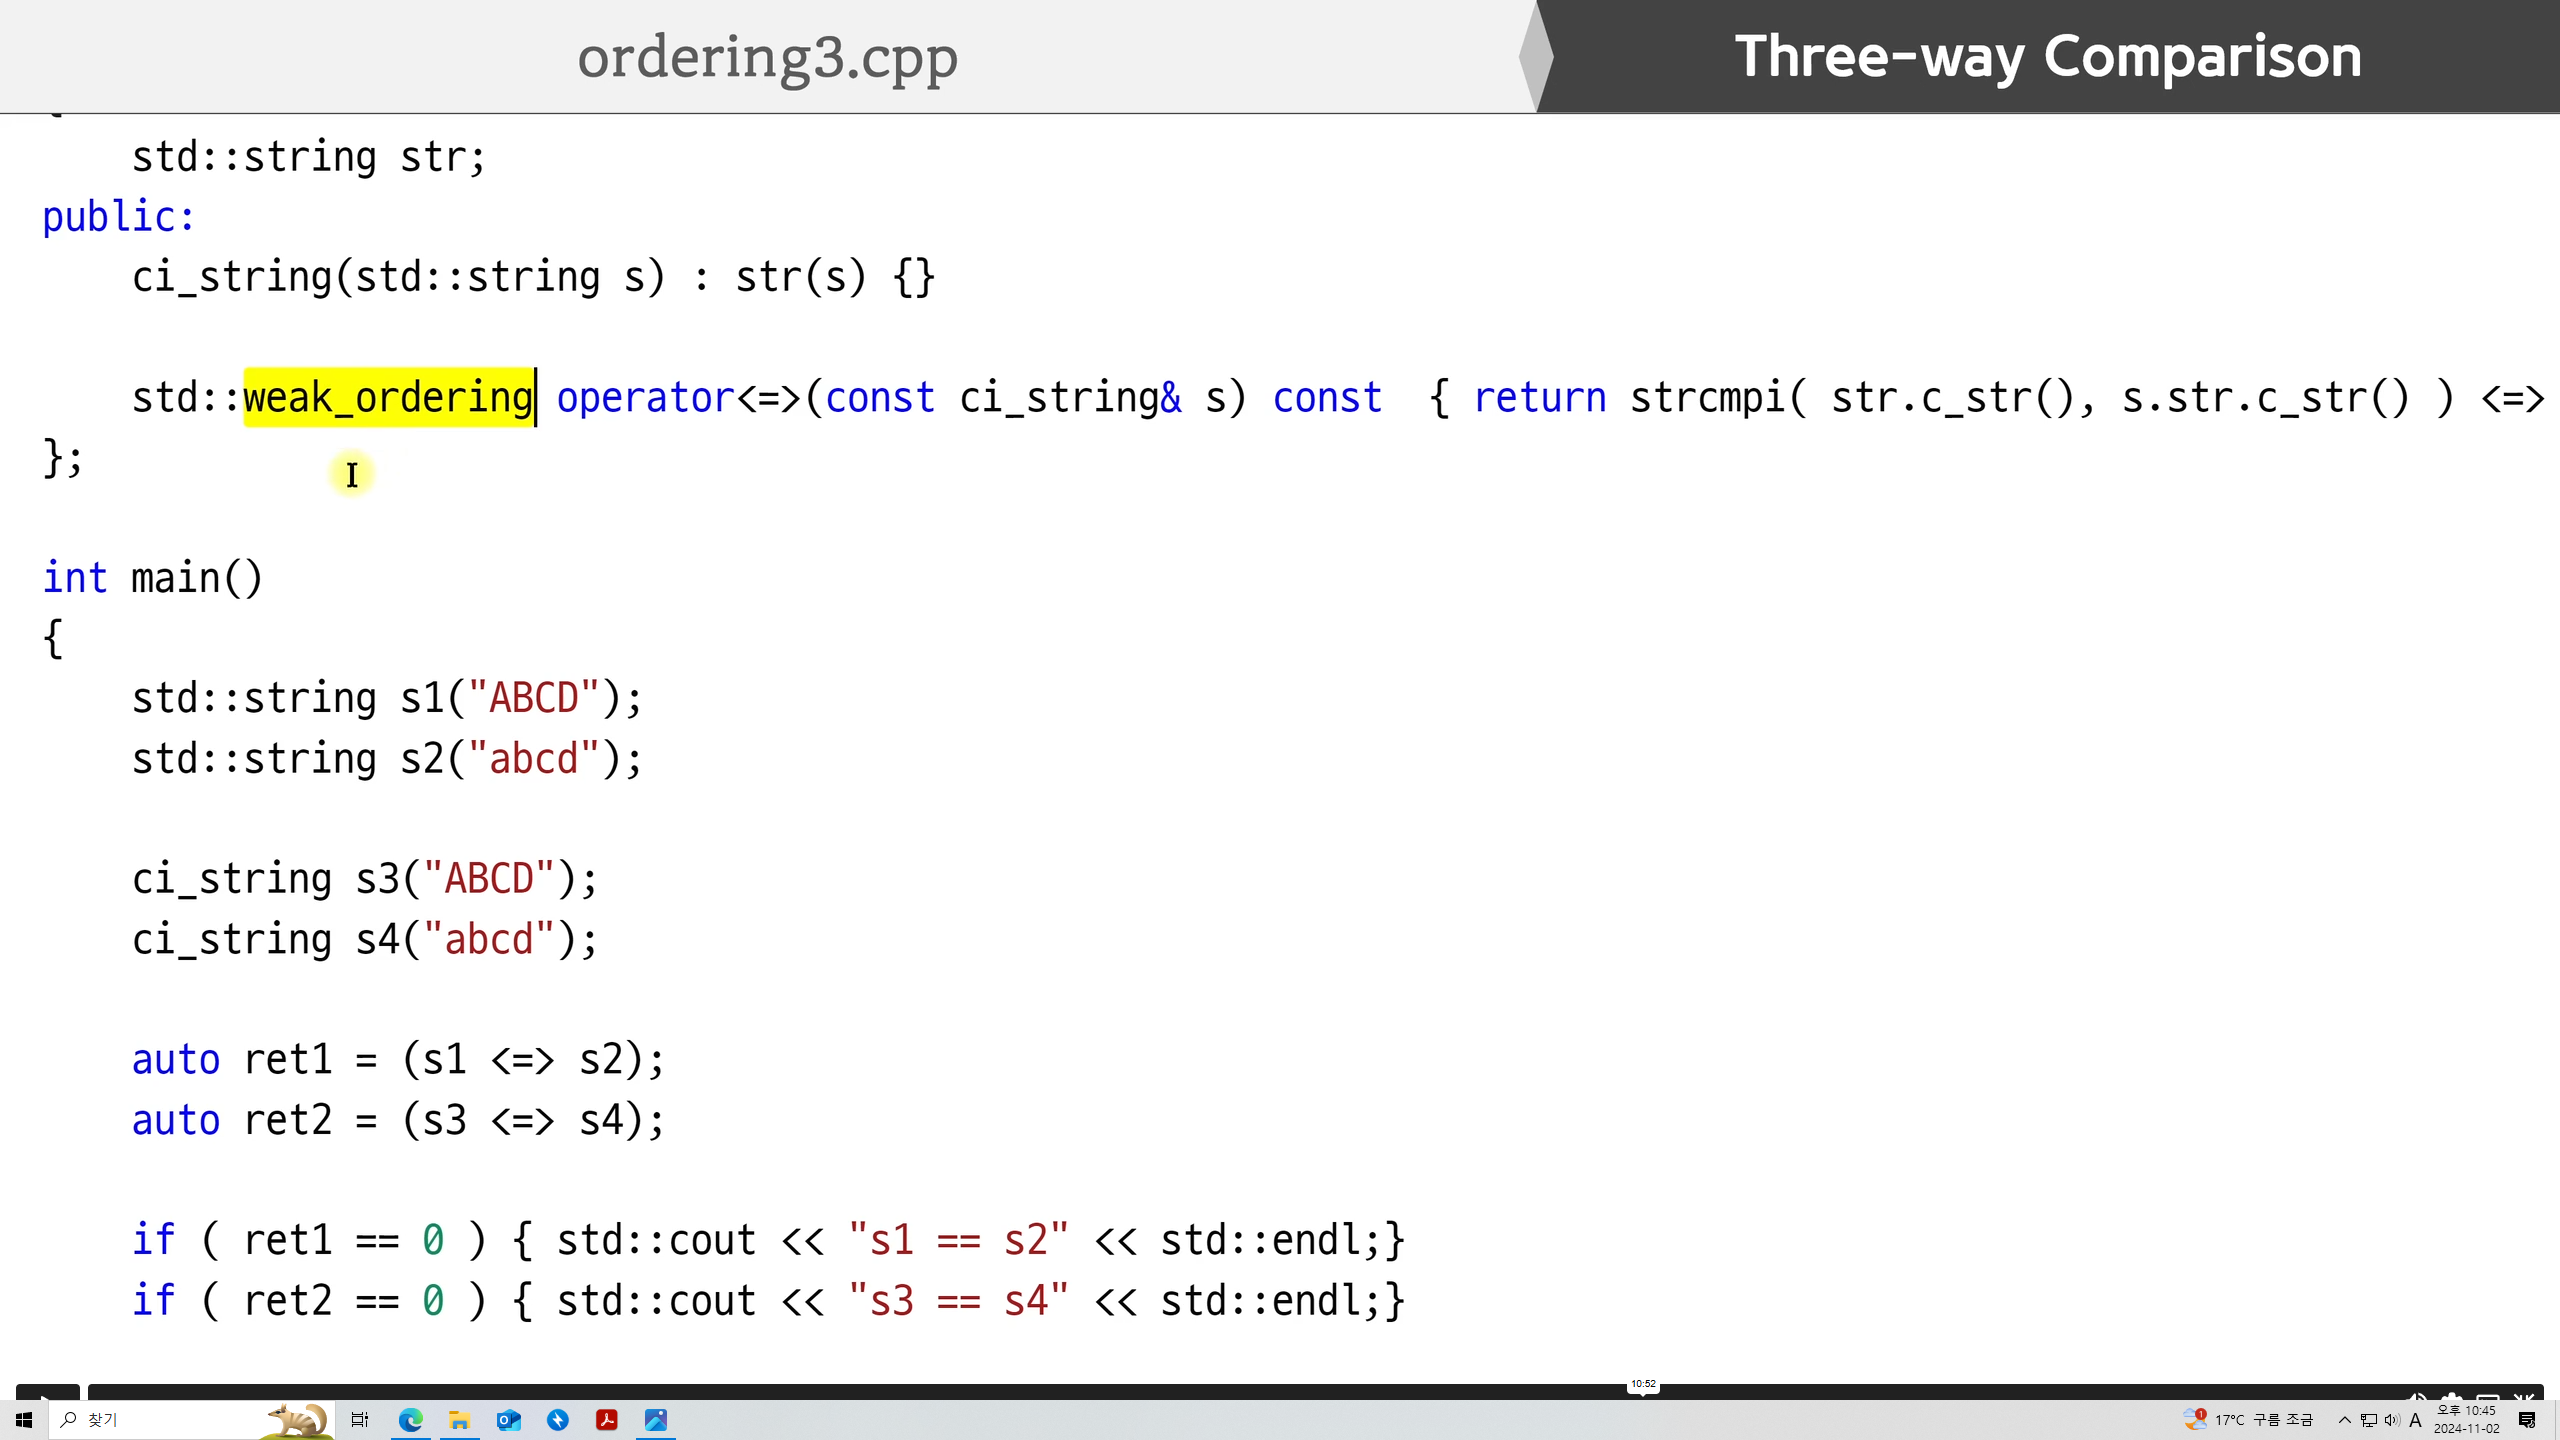 ordering3.cpp
Three-way Comparison
std::string str;
public:
ci_string(std::string s) : str(s) {}
std::weak_ordering operator<=>(const ci_string& s) const  { return strcmpi( str.c_str(), s.str.c_str() ) <=>
};
int main()
{
std::string s1("ABCD");
std::string s2("abcd");
ci_string s3("ABCD");
ci_string s4("abcd");
auto ret1 = (s1 <=> s2);
auto ret2 = (s3 <=> s4);
if ( ret1 == 0 ) { std::cout << "s1 == s2" << std::endl;}
if ( ret2 == 0 ) { std::cout << "s3 == s4" << std::endl;}
10:52
찾기
1
17°C 구름 조금
A
오후 10:45
2024-11-02